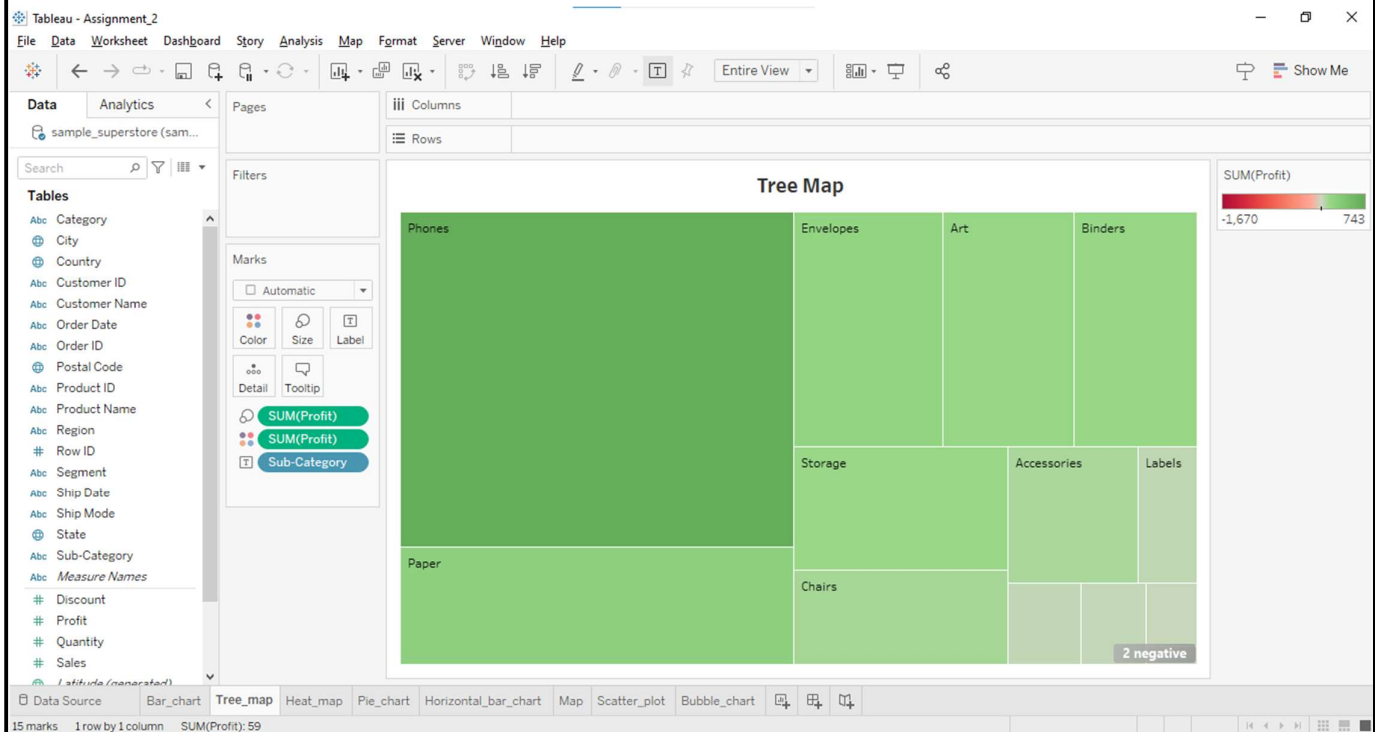 Tableau - Assignment_2
File Data Worksheet Dashboard Story Analysis Map Format Server Window Help
Entire View
Show Me
Data Analytics
sample_superstore (sam...
Search
Tables
Abc Category
City
Country
Abc Customer ID
Abc Customer Name
Abc Order Date
Abc Order ID
Postal Code
Abc Product ID
Abc Product Name
Abc Region
# Row ID
Abc Segment
Abc Ship Date
Abc Ship Mode
State
Abc Sub-Category
Abc Measure Names
# Discount
# Profit
# Quantity
# Sales
Latitude (generated)
Pages
Filters
Marks
Automatic
Color Size Label
Detail Tooltip
SUM(Profit)
SUM(Profit)
T Sub-Category
iii Columns
Rows
Tree Map
Phones
Envelopes
Art
Binders
Paper
Storage
Accessories
Labels
Chairs
2 negative
SUM(Profit)
-1,670 743
Data Source Bar_chart Tree_map Heat_map Pie_chart Horizontal_bar_chart Map Scatter_plot Bubble_chart
15 marks 1 row by 1 column SUM(Profit): 59